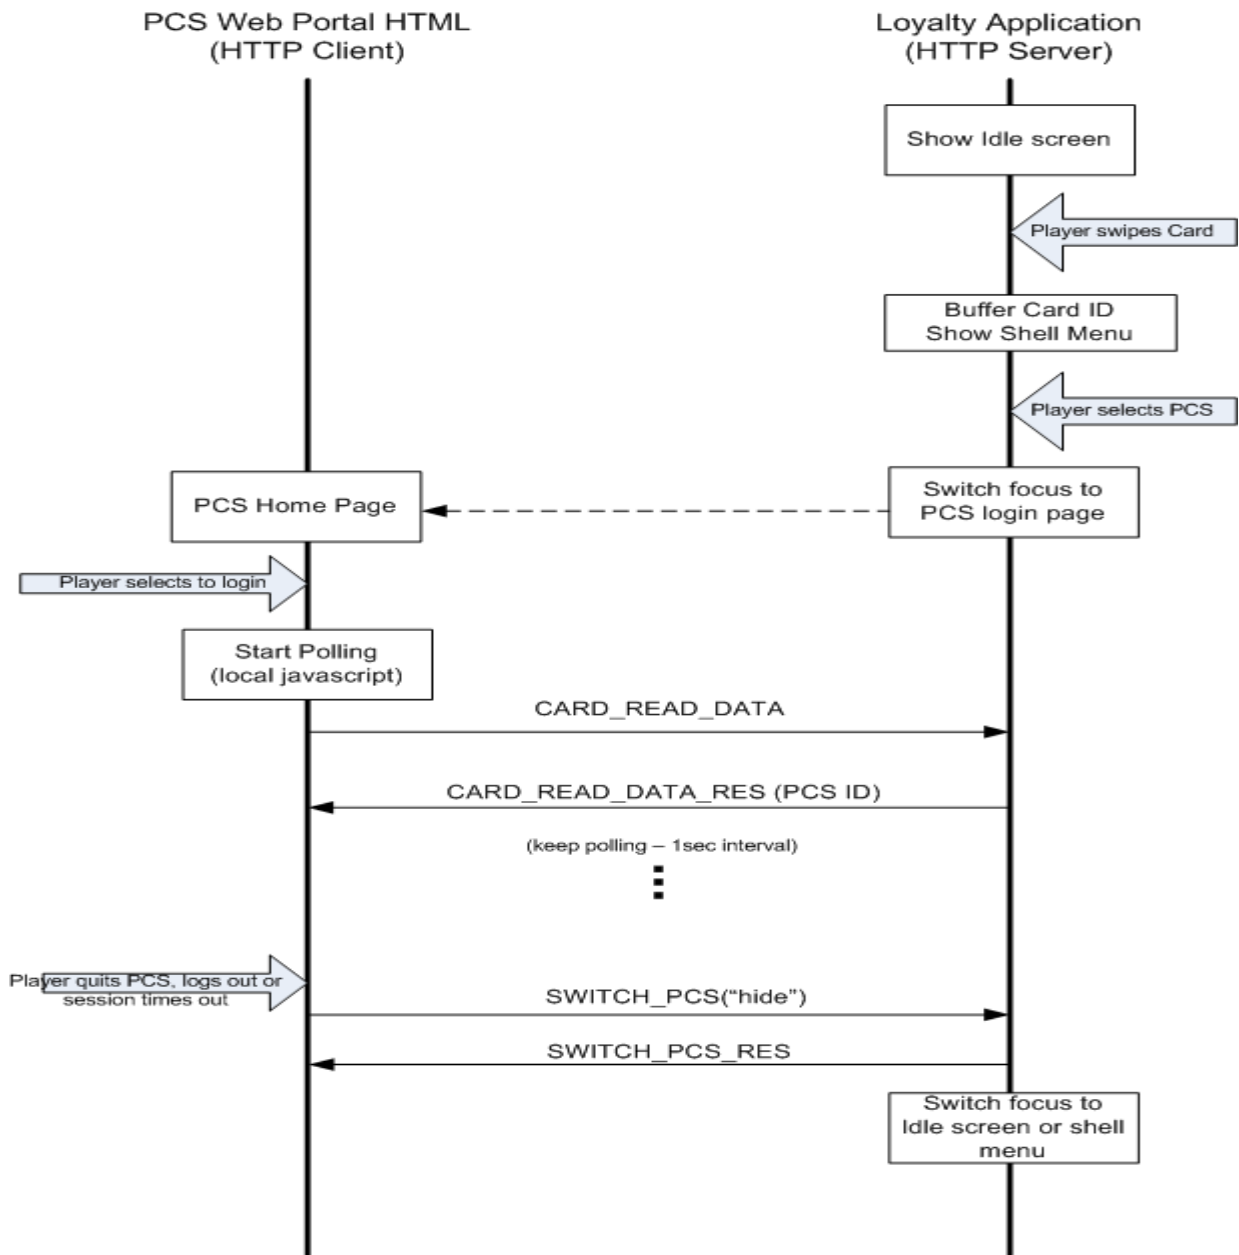 PCS Web Portal HTML
(HTTP Client)
Loyalty Application
(HTTP Server)
Show Idle screen
Player swipes Card
Buffer Card ID
Show Shell Menu
Player selects PCS
Switch focus to
PCS login page
PCS Home Page
Player selects to login
Start Polling
(local javascript)
CARD_READ_DATA
CARD_READ_DATA_RES (PCS ID)
(keep polling – 1sec interval)
Player quits PCS, logs out or
session times out
SWITCH_PCS(“hide”)
SWITCH_PCS_RES
Switch focus to
Idle screen or shell
menu